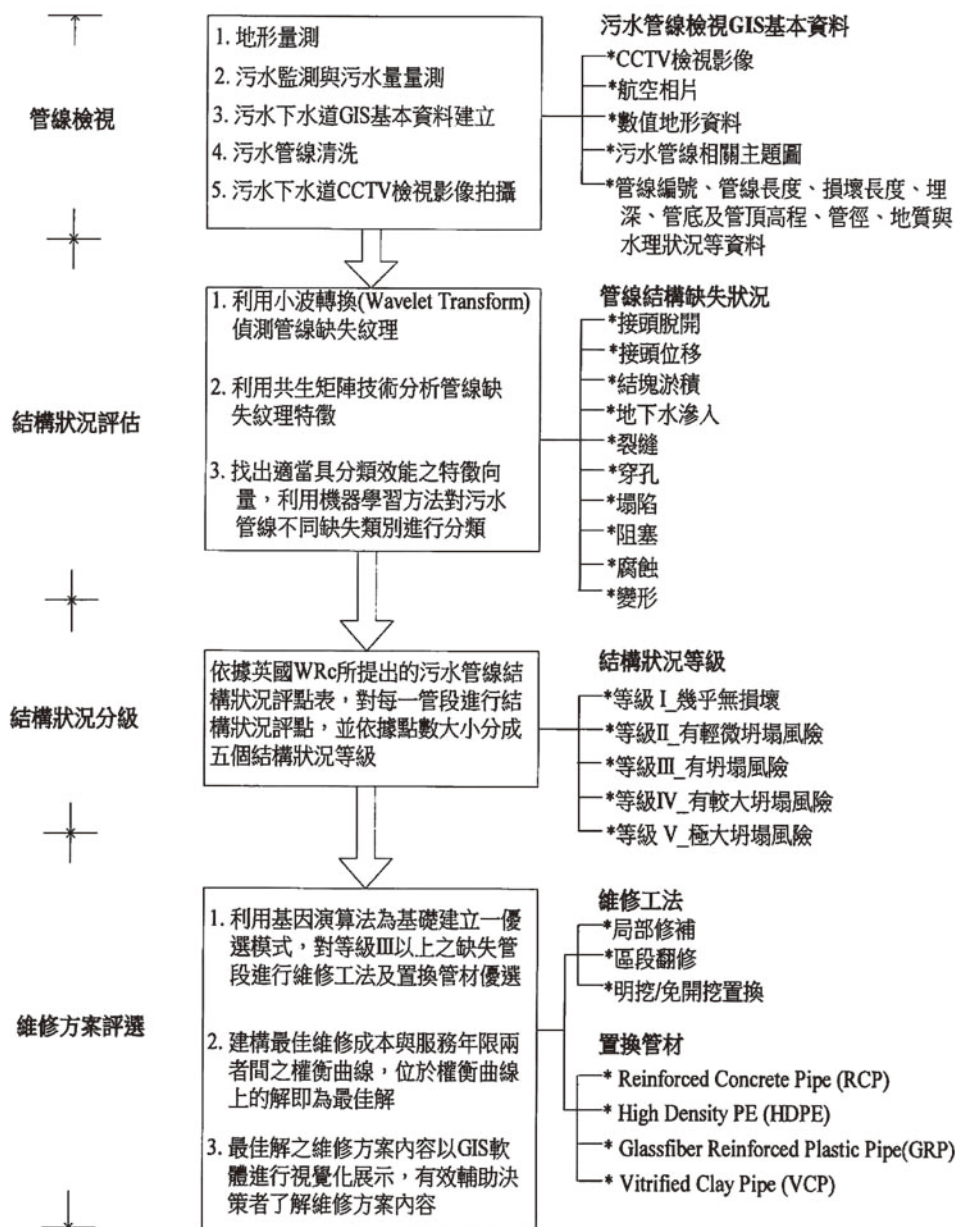 管線檢視
1. 地形量測
2. 污水監測與污水量量測
3. 污水下水道GIS基本資料建立
4. 污水管線清洗
5. 污水下水道CCTV檢視影像拍攝
污水管線檢視GIS基本資料
*CCTV檢視影像
*航空相片
*數值地形資料
*污水管線相關主題圖
*管線編號、管線長度、損壞長度、埋
深、管底及管頂高程、管徑、地質與
水理狀況等資料
結構狀況評估
1. 利用小波轉換(Wavelet Transform)
偵測管線缺失紋理
2. 利用共生矩陣技術分析管線缺
失紋理特徵
3. 找出適當具分類效能之特徵向
量，利用機器學習方法對污水
管線不同缺失類別進行分類
管線結構缺失狀況
*接頭脫開
*接頭位移
*結塊淤積
*地下水滲入
*裂縫
*穿孔
*塌陷
*阻塞
*腐蝕
*變形
結構狀況分級
依據英國WRc所提出的污水管線結
構狀況評點表，對每一管段進行結
構狀況評點，並依據點數大小分成
五個結構狀況等級
結構狀況等級
*等級 I_幾乎無損壞
*等級II_有輕微坍塌風險
*等級III_有坍塌風險
*等級IV_有較大坍塌風險
*等級 V_極大坍塌風險
維修方案評選
1. 利用基因演算法為基礎建立一優
選模式，對等級III以上之缺失管
段進行維修工法及置換管材優選
2. 建構最佳維修成本與服務年限兩
者間之權衡曲線，位於權衡曲線
上的解即為最佳解
3. 最佳解之維修方案內容以GIS軟
體進行視覺化展示，有效輔助決
策者了解維修方案內容
維修工法
*局部修補
*區段翻修
*明挖/免開挖置換
置換管材
* Reinforced Concrete Pipe (RCP)
* High Density PE (HDPE)
* Glassfiber Reinforced Plastic Pipe(GRP)
* Vitrified Clay Pipe (VCP)